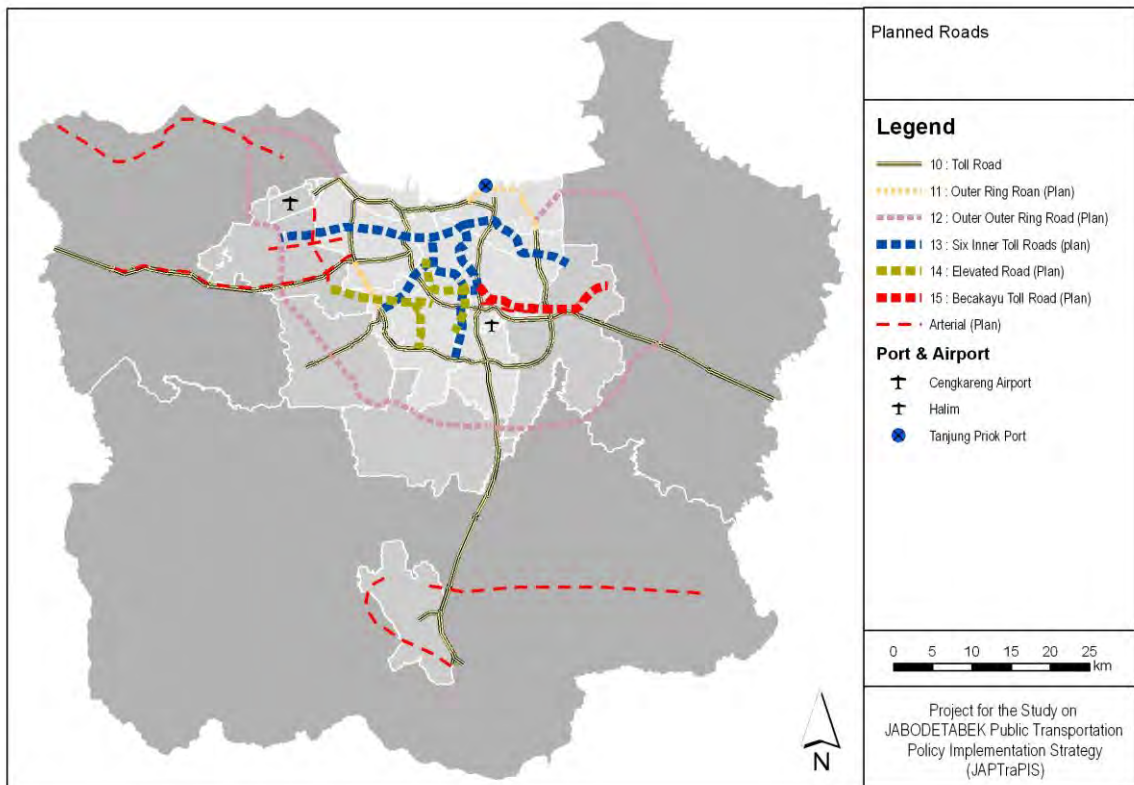 Planned Roads
Legend
10 : Toll Road
11 : Outer Ring Roan (Plan)
12 : Outer Outer Ring Road (Plan)
13 : Six Inner Toll Roads (plan)
14 : Elevated Road (Plan)
15 : Becakayu Toll Road (Plan)
Arterial (Plan)
Port & Airport
Cengkareng Airport
Halim
Tanjung Priok Port
0 5 10 15 20 25
km
N
Project for the Study on
JABODETABEK Public Transportation
Policy Implementation Strategy
(JAPTraPIS)